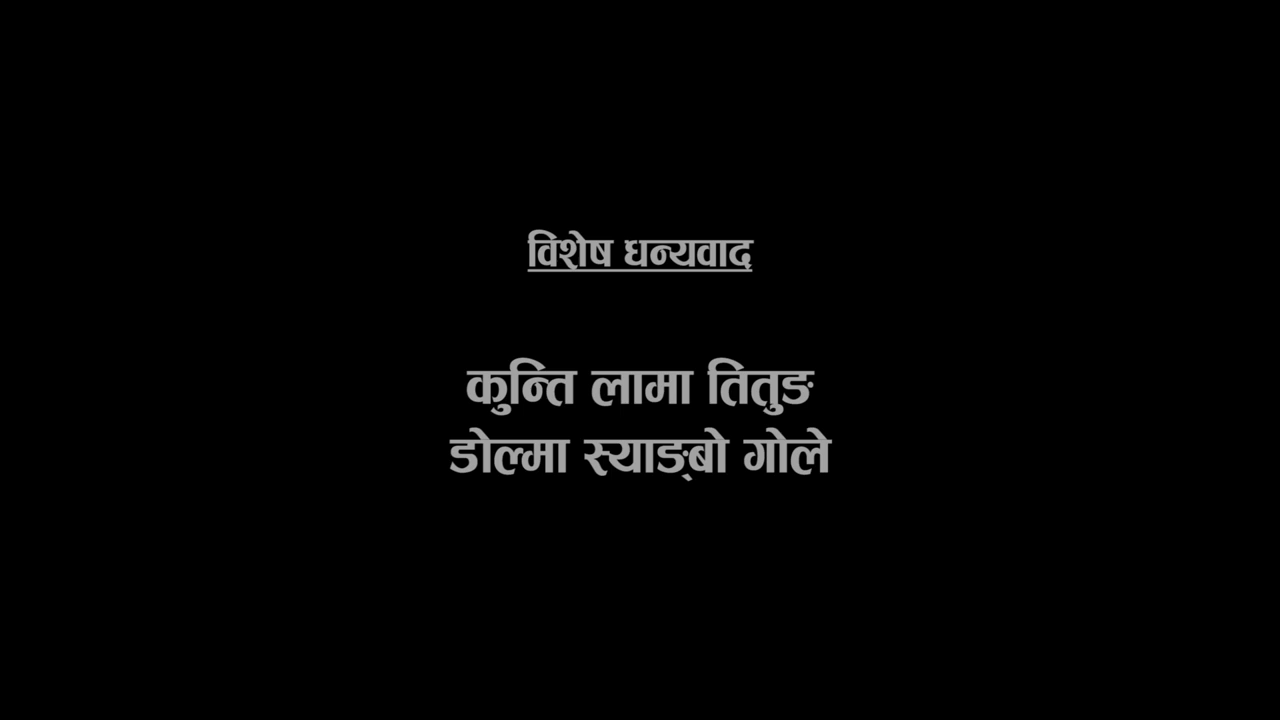 विशेष धन्यवाद
कुन्ति लामा तितुङ
डोल्मा स्याङ्बो गोले